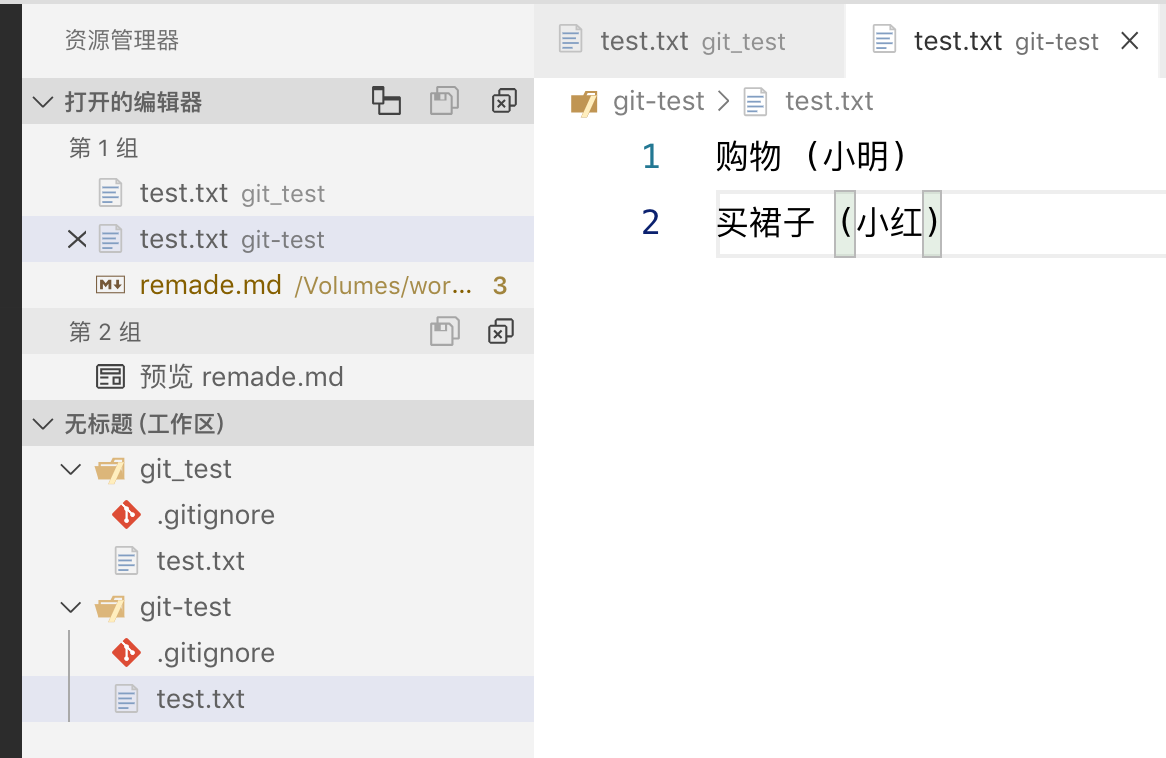 资源管理器
打开的编辑器
第 1 组
test.txt git_test
test.txt git-test
remade.md /Volumes/wor... 3
第 2 组
预览 remade.md
无标题 (工作区)
git_test
.gitignore
test.txt
git-test
.gitignore
test.txt
test.txt git_test
test.txt git-test
git-test > test.txt
1 购物 (小明)
2 买裙子 (小红)